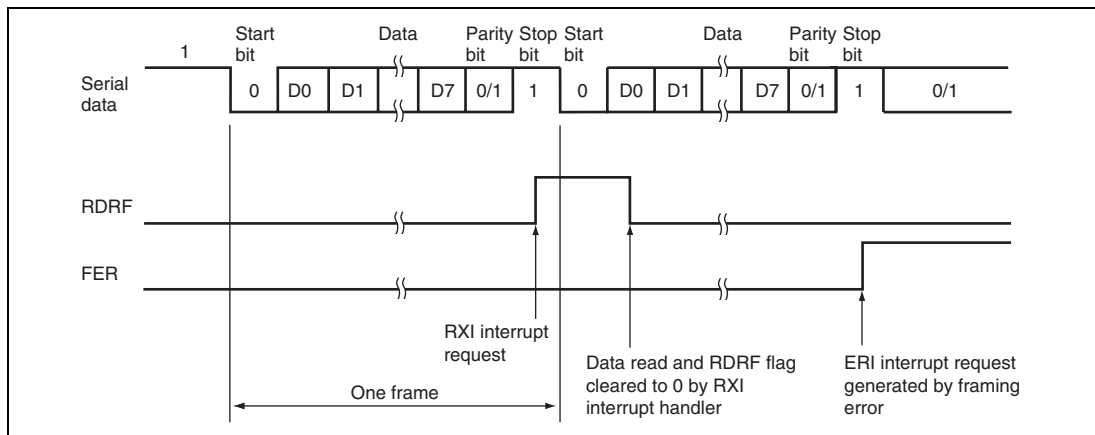 1
Start bit
Data
Parity bit
Stop bit
Start bit
Data
Parity bit
Stop bit
Serial data
0 D0 D1 D7 0/1 1 0 D0 D1 D7 0/1 1 0/1
RDRF
FER
RXI interrupt
request
Data read and RDRF flag
cleared to 0 by RXI
interrupt handler
ERI interrupt request
generated by framing
error
One frame